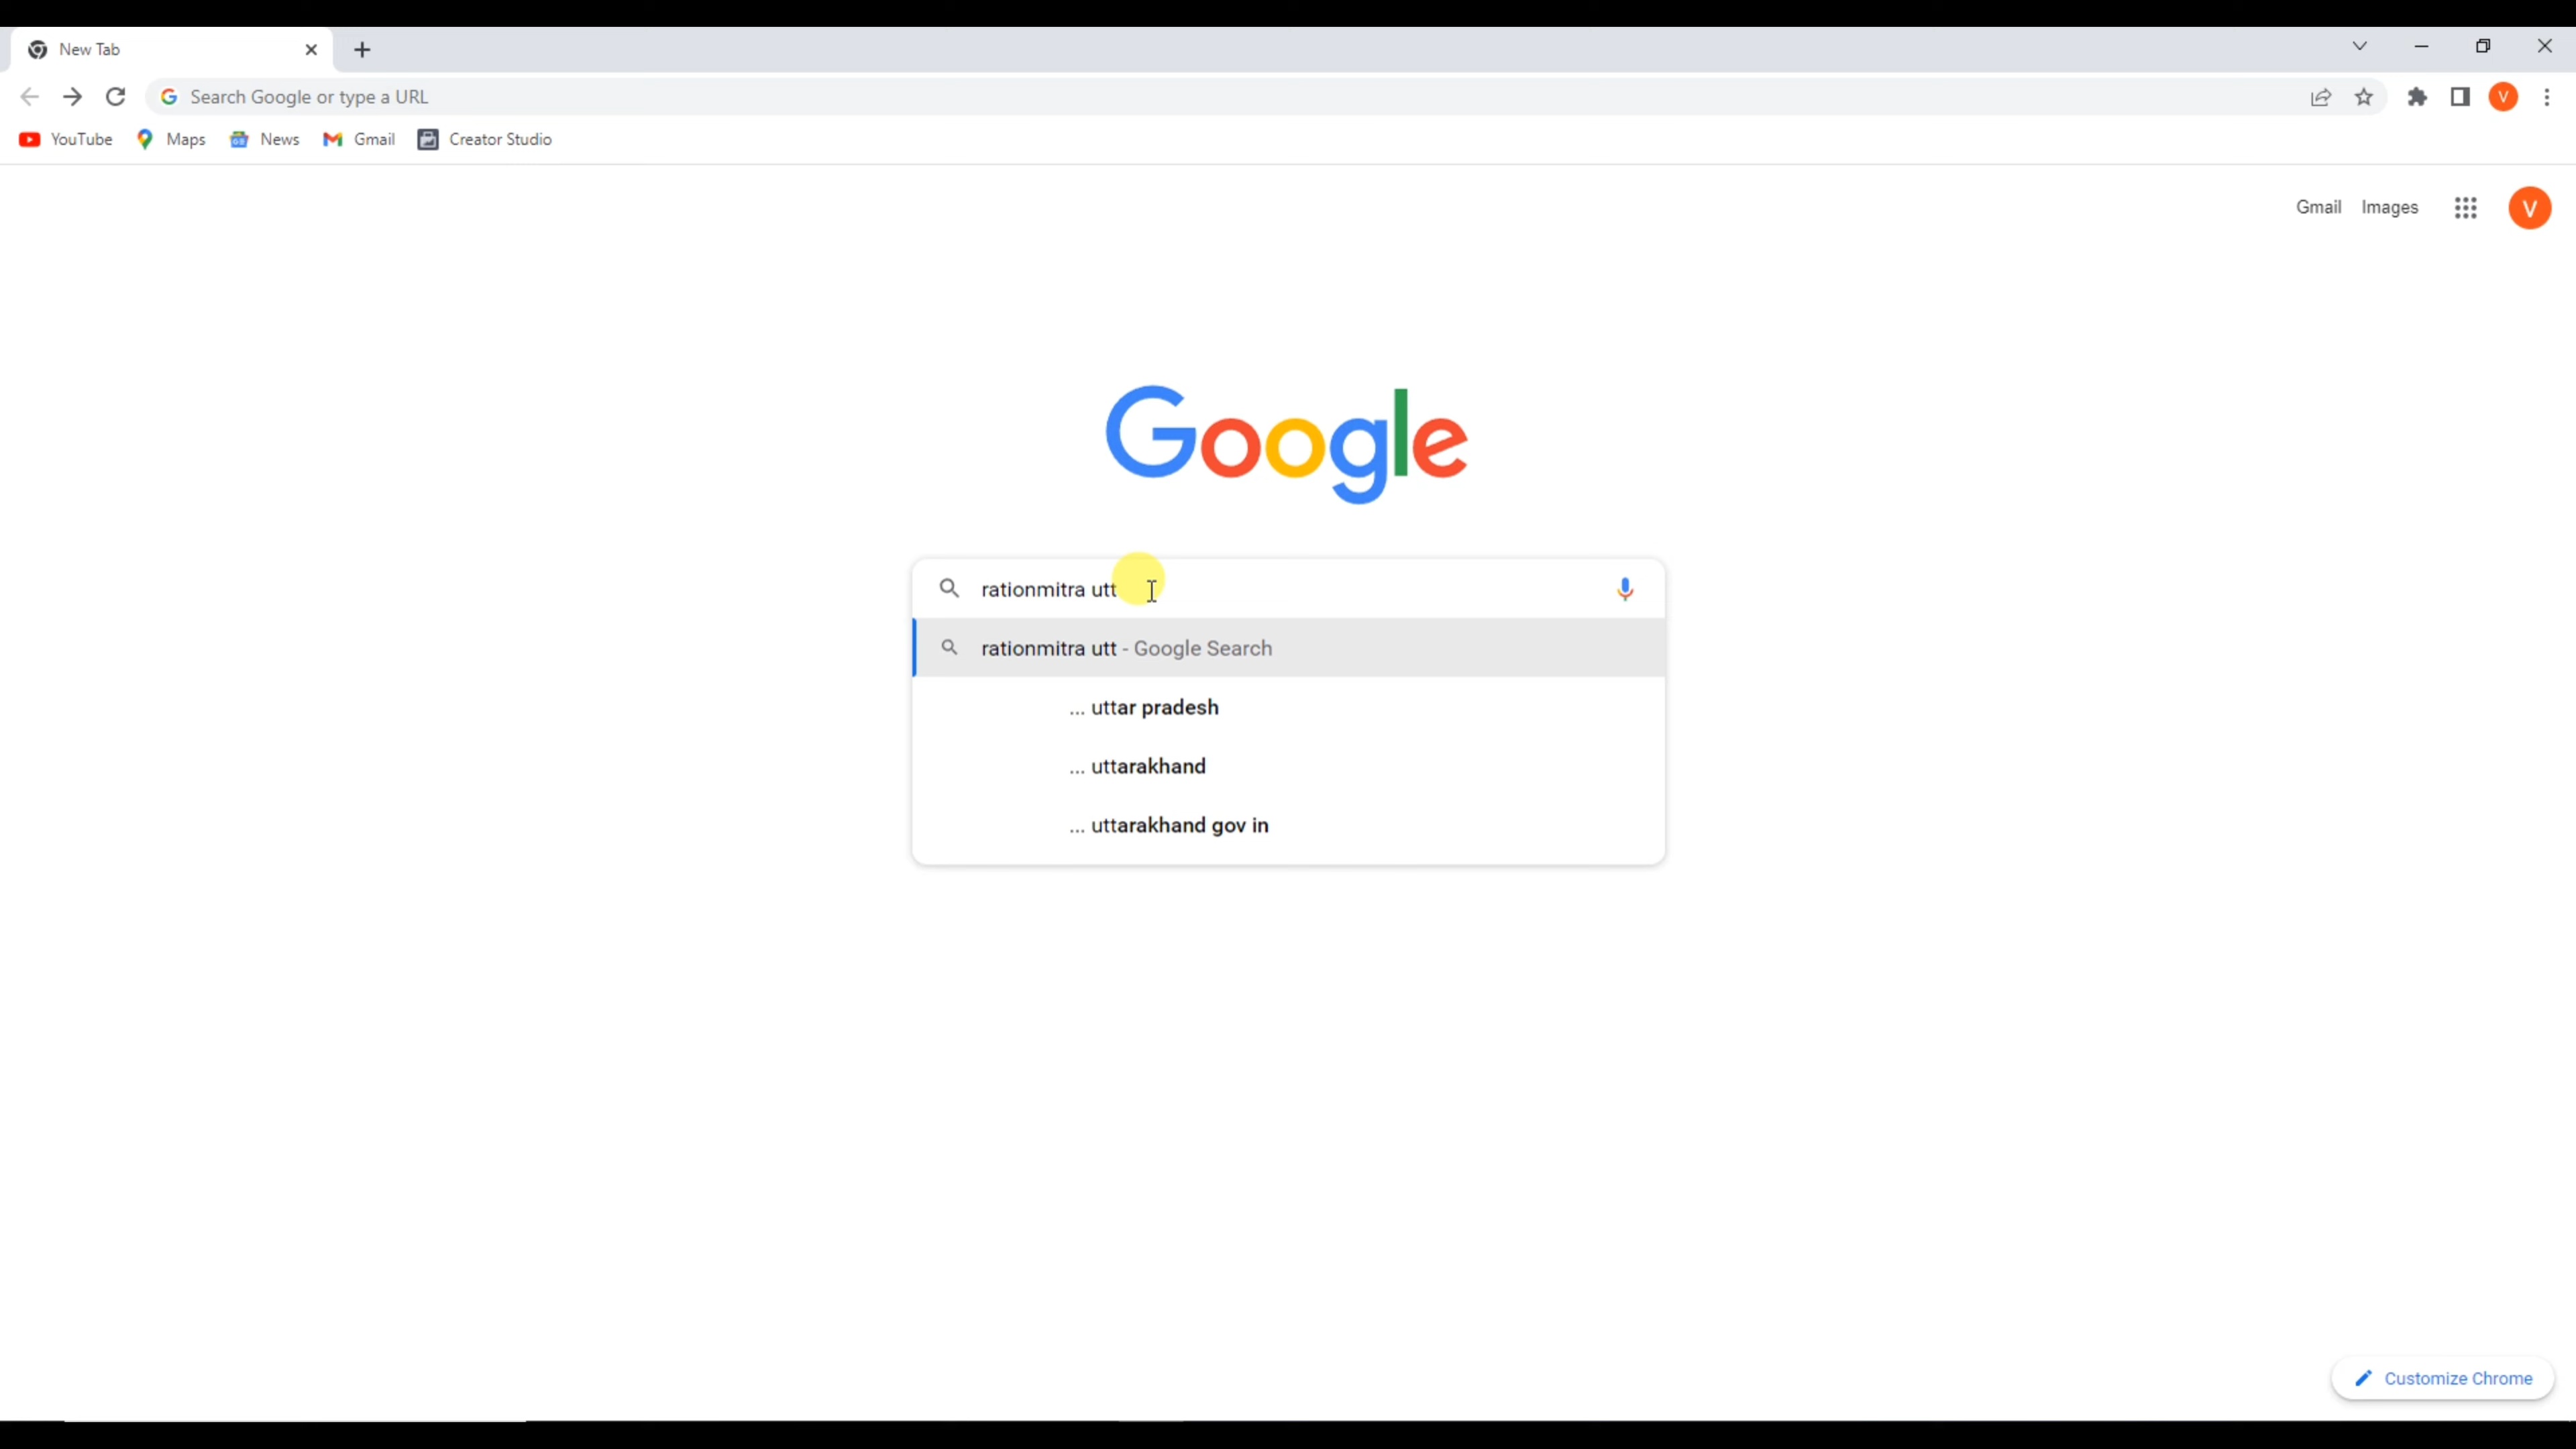 New Tab
Search Google or type a URL
V
YouTube Maps News Gmail Creator Studio
Gmail Images V
Google
rationmitra utt
rationmitra utt - Google Search
... uttar pradesh
... uttarakhand
... uttarakhand gov in
Customize Chrome